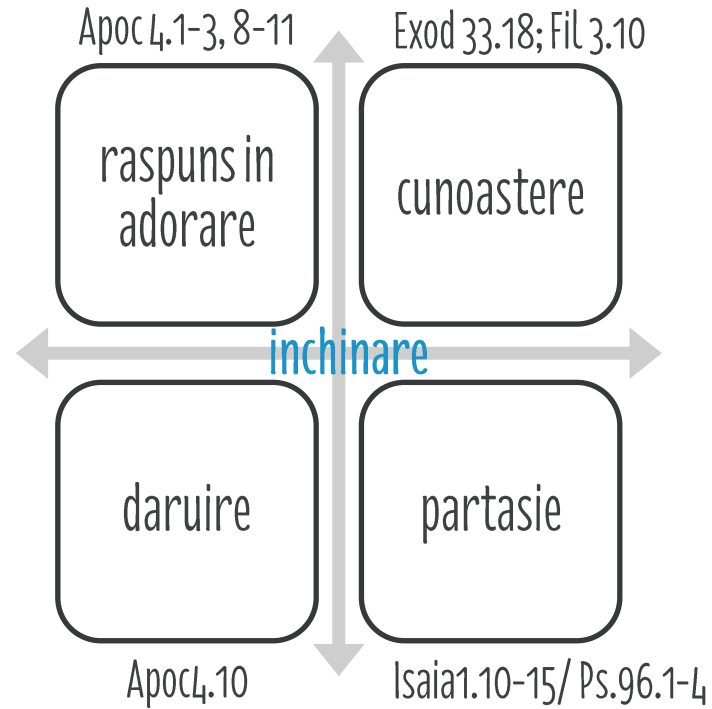 Apoc 4.1-3, 8-11
Exod 33.18; Fil 3.10
raspuns in
adorare
cunoastere
inchinare
daruire
partasie
Apoc4.10
Isaia1.10-15/ Ps.96.1-4